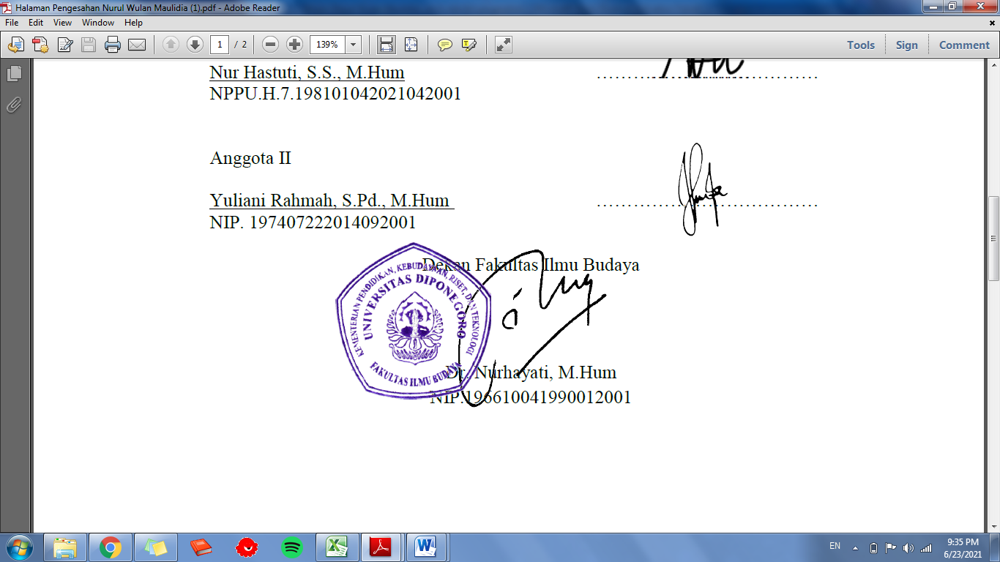 Halaman Pengesahan Nurul Wulan Maulidia (1).pdf - Adobe Reader
File Edit View Window Help
1 / 2 139% Tools Sign Comment
Nur Hastuti, S.S., M.Hum ………………………………
NPPU.H.7.198101042021042001
Anggota II
Yuliani Rahmah, S.Pd., M.Hum ………………………………
NIP. 197407222014092001
Dekan Fakultas Ilmu Budaya
KEMENTERIAN PENDIDIKAN, KEBUDAYAAN, RISET, DAN TEKNOLOGI
UNIVERSITAS DIPONEGORO
FAKULTAS ILMU BUDAYA
Dr. Nurhayati, M.Hum
NIP.196610041990012001
EN 9:35 PM
6/23/2021